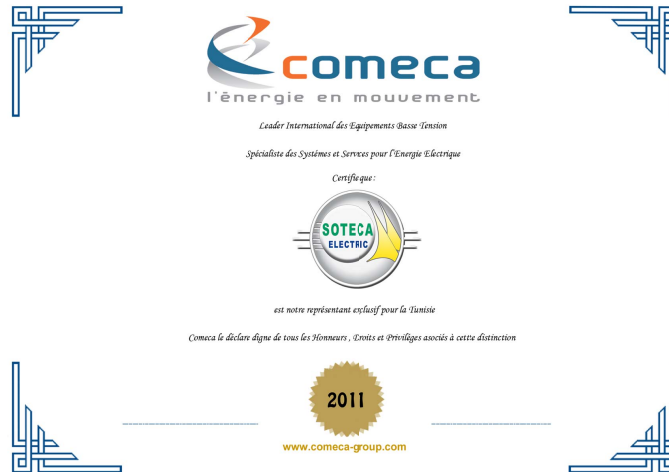 comeca
l'énergie en mouvement
Leader International des Equipements Basse Tension
Spécialiste des Systèmes et Servces pour l'Energie Electrique
Certifie que :
SOTECA
ELECTRIC
est notre représentant exclusif pour la Tunisie
Comeca le déclare digne de tous les Honneurs , Droits et Privilèges asociés à cettte distinction
2011
www.comeca-group.com